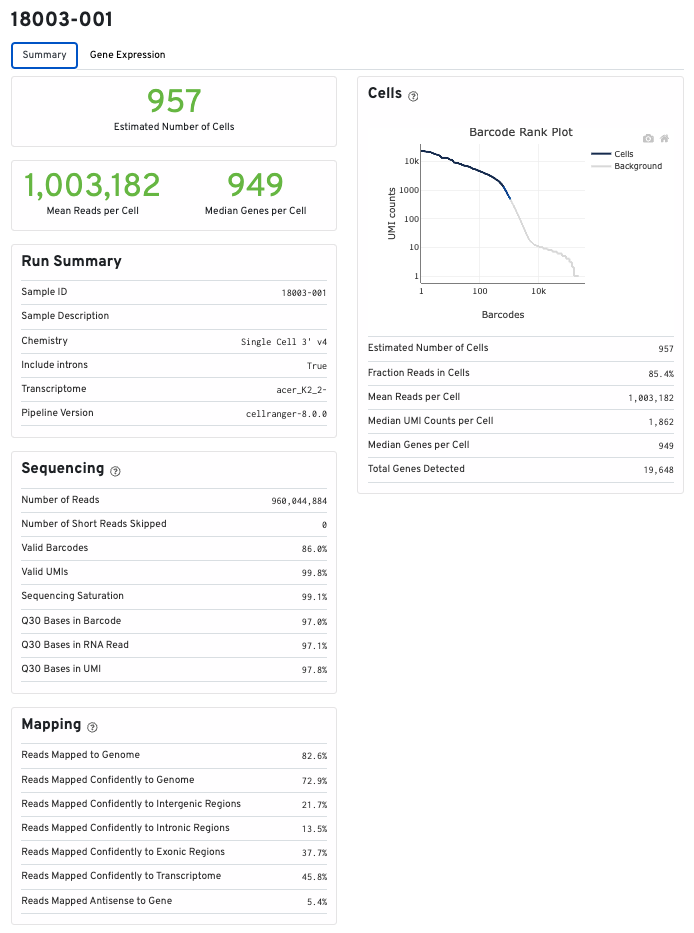 18003-001
Summary Gene Expression
957
Estimated Number of Cells
1,003,182 949
Mean Reads per Cell Median Genes per Cell
Run Summary
Sample ID 18003-001
Sample Description
Chemistry Single Cell 3' v4
Include introns True
Transcriptome acer_K2_2-
Pipeline Version cellranger-8.0.0
Sequencing ?
Number of Reads 960,044,884
Number of Short Reads Skipped 0
Valid Barcodes 86.0%
Valid UMIs 99.8%
Sequencing Saturation 99.1%
Q30 Bases in Barcode 97.0%
Q30 Bases in RNA Read 97.1%
Q30 Bases in UMI 97.8%
Mapping ?
Reads Mapped to Genome 82.6%
Reads Mapped Confidently to Genome 72.9%
Reads Mapped Confidently to Intergenic Regions 21.7%
Reads Mapped Confidently to Intronic Regions 13.5%
Reads Mapped Confidently to Exonic Regions 37.7%
Reads Mapped Confidently to Transcriptome 45.8%
Reads Mapped Antisense to Gene 5.4%
Cells ?
Barcode Rank Plot
Cells
Background
UMI counts
10k
1000
100
10
1
1 100 10k
Barcodes
Estimated Number of Cells 957
Fraction Reads in Cells 85.4%
Mean Reads per Cell 1,003,182
Median UMI Counts per Cell 1,862
Median Genes per Cell 949
Total Genes Detected 19,648